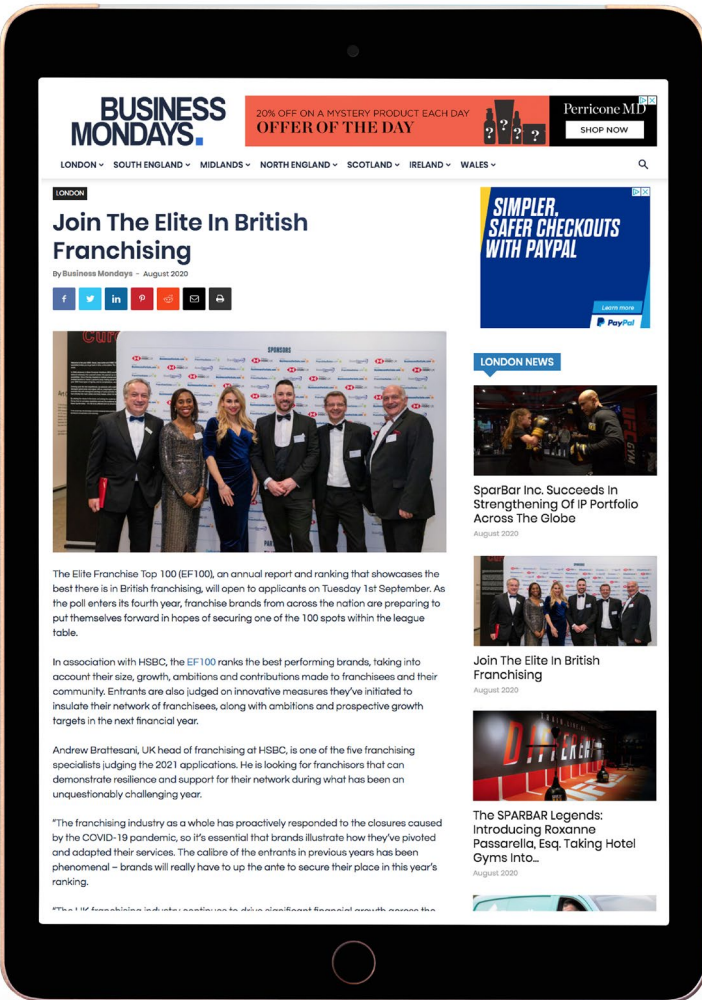 BUSINESS
MONDAYS.
20% OFF ON A MYSTERY PRODUCT EACH DAY
OFFER OF THE DAY
? ? ? ?
Perricone MD
SHOP NOW
LONDON
SOUTH ENGLAND
MIDLANDS
NORTH ENGLAND
SCOTLAND
IRELAND
WALES
LONDON
Join The Elite In British
Franchising
By Business Mondays - August 2020
SPONSORS
The Elite Franchise Top 100 (EF100), an annual report and ranking that showcases the
best there is in British franchising, will open to applicants on Tuesday 1st September. As
the poll enters its fourth year, franchise brands from across the nation are preparing to
put themselves forward in hopes of securing one of the 100 spots within the league
table.
In association with HSBC, the EF100 ranks the best performing brands, taking into
account their size, growth, ambitions and contributions made to franchisees and their
community. Entrants are also judged on innovative measures they've initiated to
insulate their network of franchisees, along with ambitions and prospective growth
targets in the next financial year.
Andrew Brattesani, UK head of franchising at HSBC, is one of the five franchising
specialists judging the 2021 applications. He is looking for franchisors that can
demonstrate resilience and support for their network during what has been an
unquestionably challenging year.
"The franchising industry as a whole has proactively responded to the closures caused
by the COVID-19 pandemic, so it's essential that brands illustrate how they've pivoted
and adapted their services. The calibre of the entrants in previous years has been
phenomenal – brands will really have to up the ante to secure their place in this year's
ranking.
"The UK franchising industry continues to drive significant financial growth across the
SIMPLER.
SAFER CHECKOUTS
WITH PAYPAL
Learn more
PayPal
LONDON NEWS
SparBar Inc. Succeeds In
Strengthening Of IP Portfolio
Across The Globe
August 2020
Join The Elite In British
Franchising
August 2020
The SPARBAR Legends:
Introducing Roxanne
Passarella, Esq. Taking Hotel
Gyms Into...
August 2020